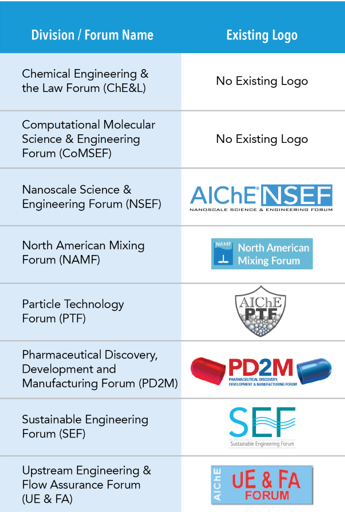 Division / Forum Name
Existing Logo
Chemical Engineering &
the Law Forum (ChE&L)
No Existing Logo
Computational Molecular
Science & Engineering
Forum (CoMSEF)
No Existing Logo
Nanoscale Science &
Engineering Forum (NSEF)
AIChE NSEF
NANOSCALE SCIENCE & ENGINEERING FORUM
North American Mixing
Forum (NAMF)
NAMF
North American
Mixing Forum
Particle Technology
Forum (PTF)
AIChE
PTF
Pharmaceutical Discovery,
Development and
Manufacturing Forum (PD2M)
PD2M
PHARMACEUTICAL DISCOVERY,
DEVELOPMENT & MANUFACTURING FORUM
Sustainable Engineering
Forum (SEF)
SEF
Sustainable Engineering Forum
Upstream Engineering &
Flow Assurance Forum
(UE & FA)
AIChE
UE & FA
FORUM